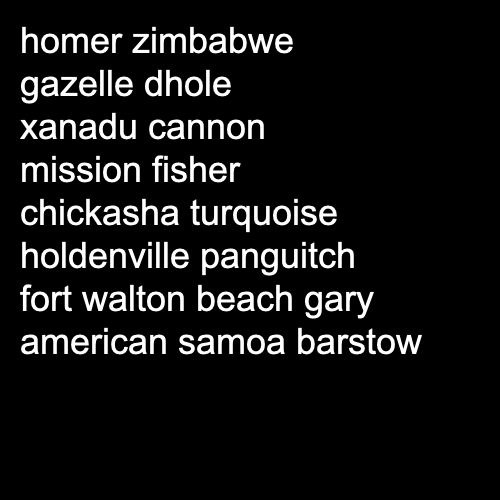 homer zimbabwe
gazelle dhole
xanadu cannon
mission fisher
chickasha turquoise
holdenville panguitch
fort walton beach gary
american samoa barstow